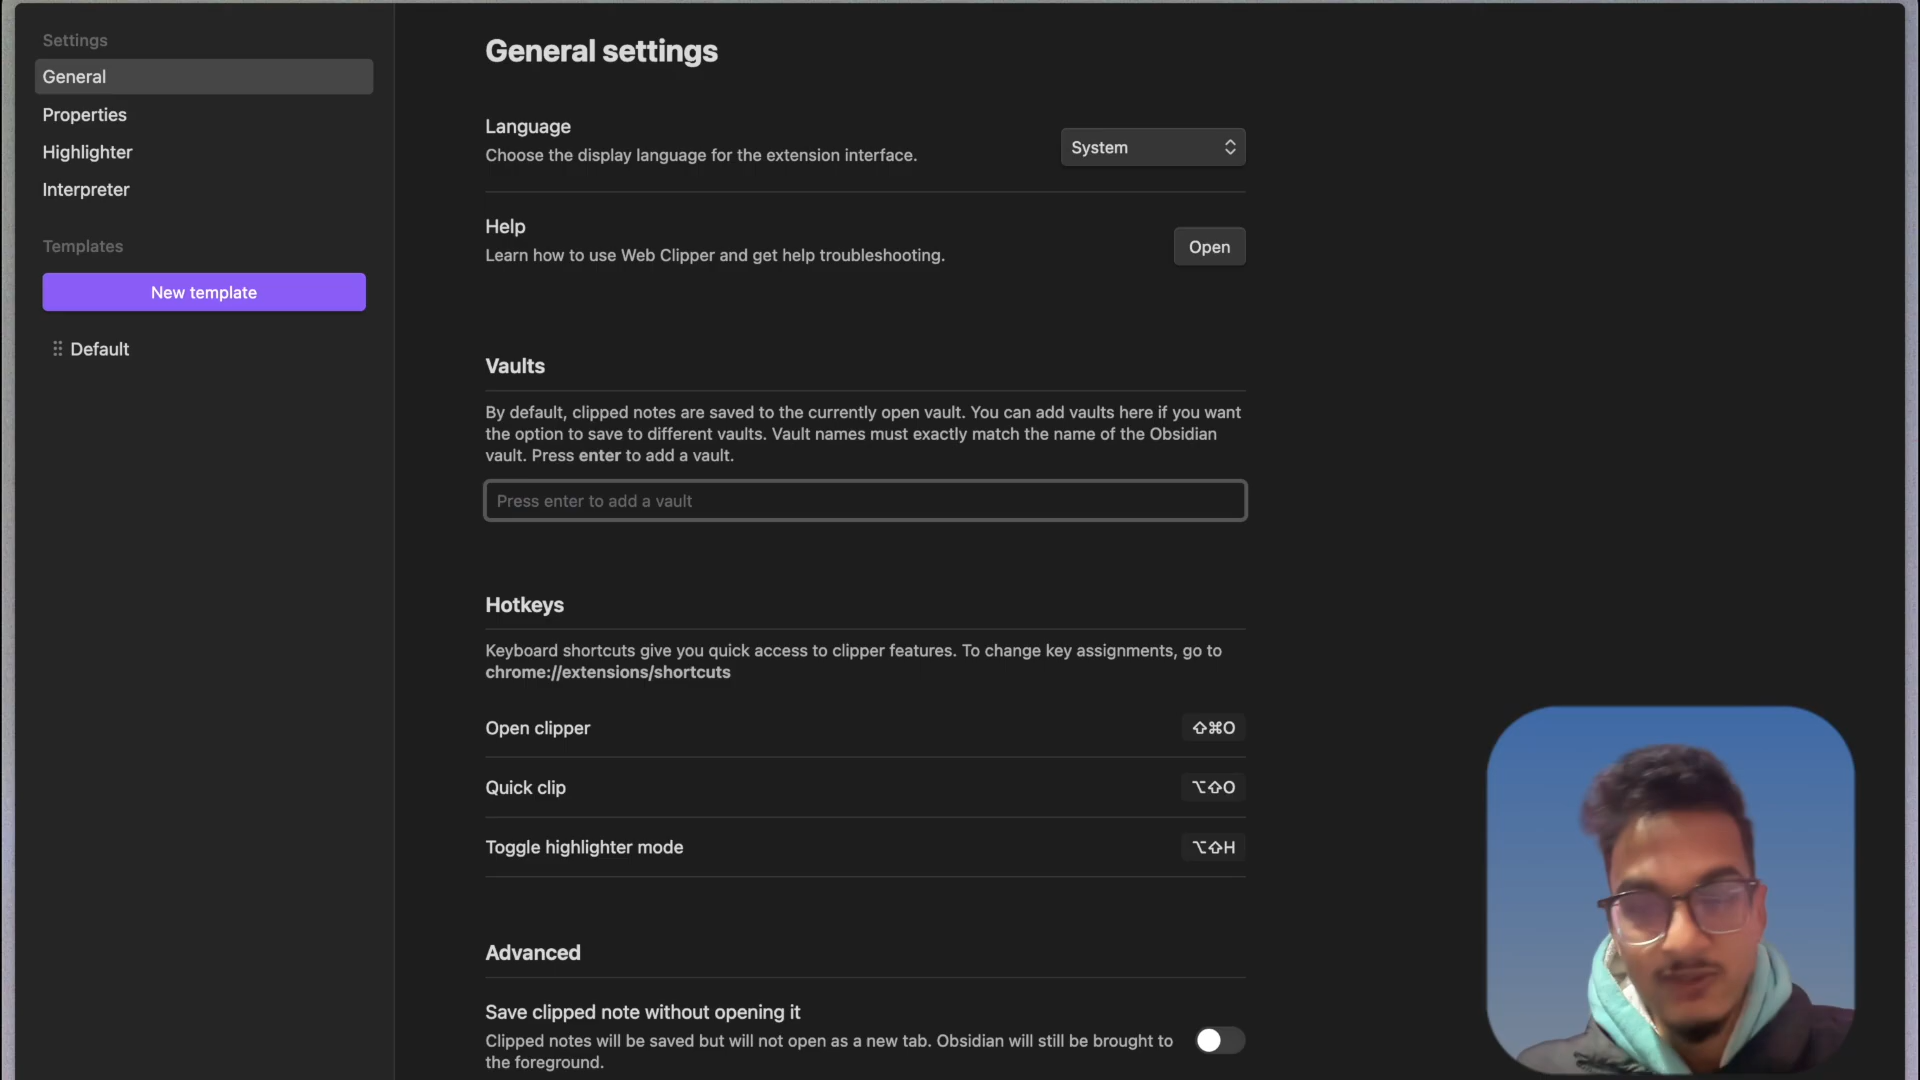 Settings
General
Properties
Highlighter
Interpreter
Templates
New template
Default
General settings
Language
Choose the display language for the extension interface.
System
Help
Learn how to use Web Clipper and get help troubleshooting.
Open
Vaults
By default, clipped notes are saved to the currently open vault. You can add vaults here if you want
the option to save to different vaults. Vault names must exactly match the name of the Obsidian
vault. Press enter to add a vault.
Press enter to add a vault
Hotkeys
Keyboard shortcuts give you quick access to clipper features. To change key assignments, go to
chrome://extensions/shortcuts
Open clipper
⇧⌘O
Quick clip
⌥⇧O
Toggle highlighter mode
⌥⇧H
Advanced
Save clipped note without opening it
Clipped notes will be saved but will not open as a new tab. Obsidian will still be brought to
the foreground.